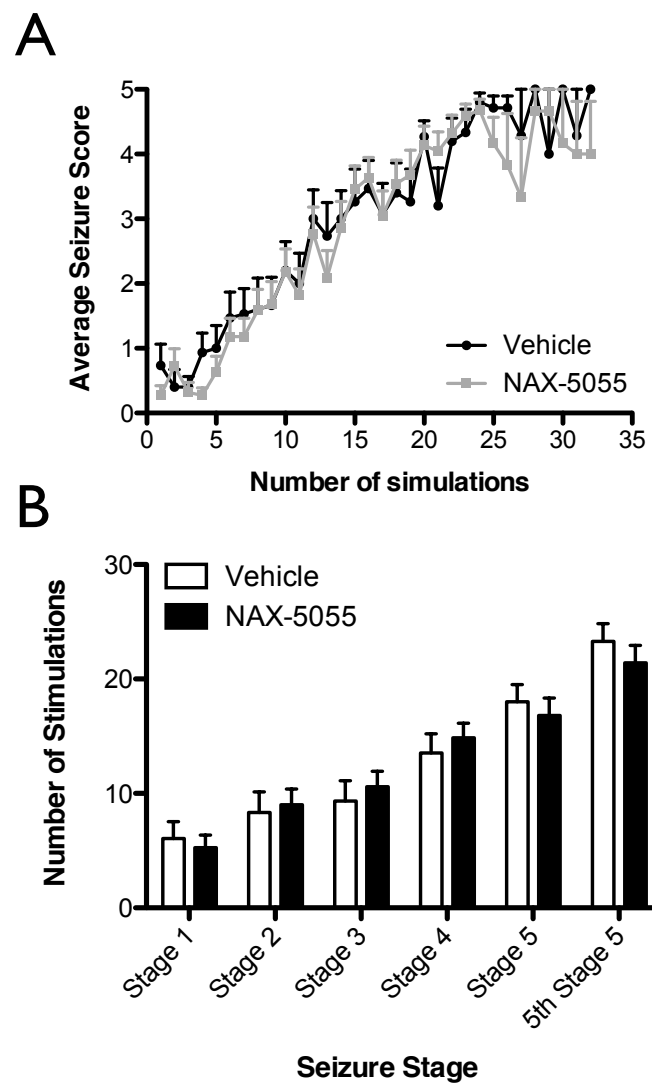 A
Average Seizure Score
5
4
3
2
1
0
0 5 10 15 20 25 30 35
Vehicle
NAX-5055
Number of simulations
B
Number of Stimulations
30
20
10
0
Vehicle
NAX-5055
Stage 1
Stage 2
Stage 3
Stage 4
Stage 5
5th Stage 5
Seizure Stage